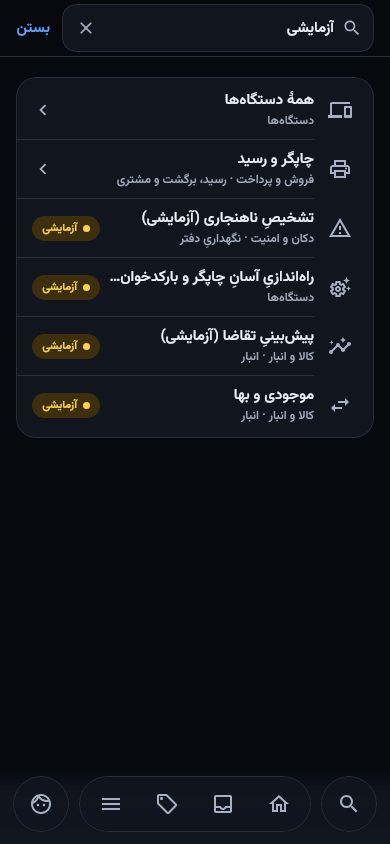 آزمایشی
بستن
همهٔ دستگاه‌ها
دستگاه‌ها
چاپگر و رسید
فروش و پرداخت · رسید، برگشت و مشتری
تشخیصِ ناهنجاری (آزمایشی)
دکان و امنیت · نگهداریِ دفتر
آزمایشی
راه‌اندازیِ آسانِ چاپگر و بارکدخوان...
دستگاه‌ها
آزمایشی
پیش‌بینیِ تقاضا (آزمایشی)
کالا و انبار · انبار
آزمایشی
موجودی و بها
کالا و انبار · انبار
آزمایشی